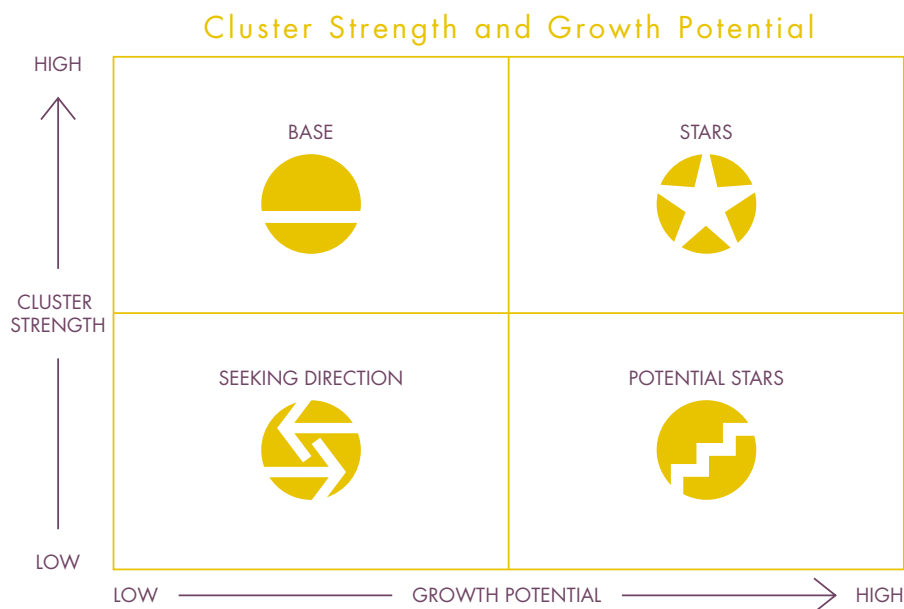 Cluster Strength and Growth Potential
HIGH
BASE
STARS
CLUSTER
STRENGTH
SEEKING DIRECTION
POTENTIAL STARS
LOW
LOW
GROWTH POTENTIAL
HIGH